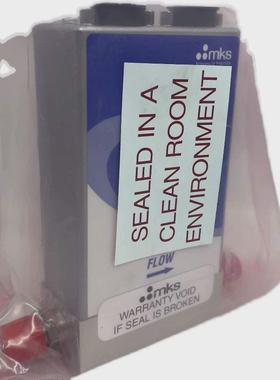 mks
SEALED IN A
CLEAN ROOM
ENVIRONMENT
FLOW
mks
WARRANTY VOID
IF SEAL IS BROKEN